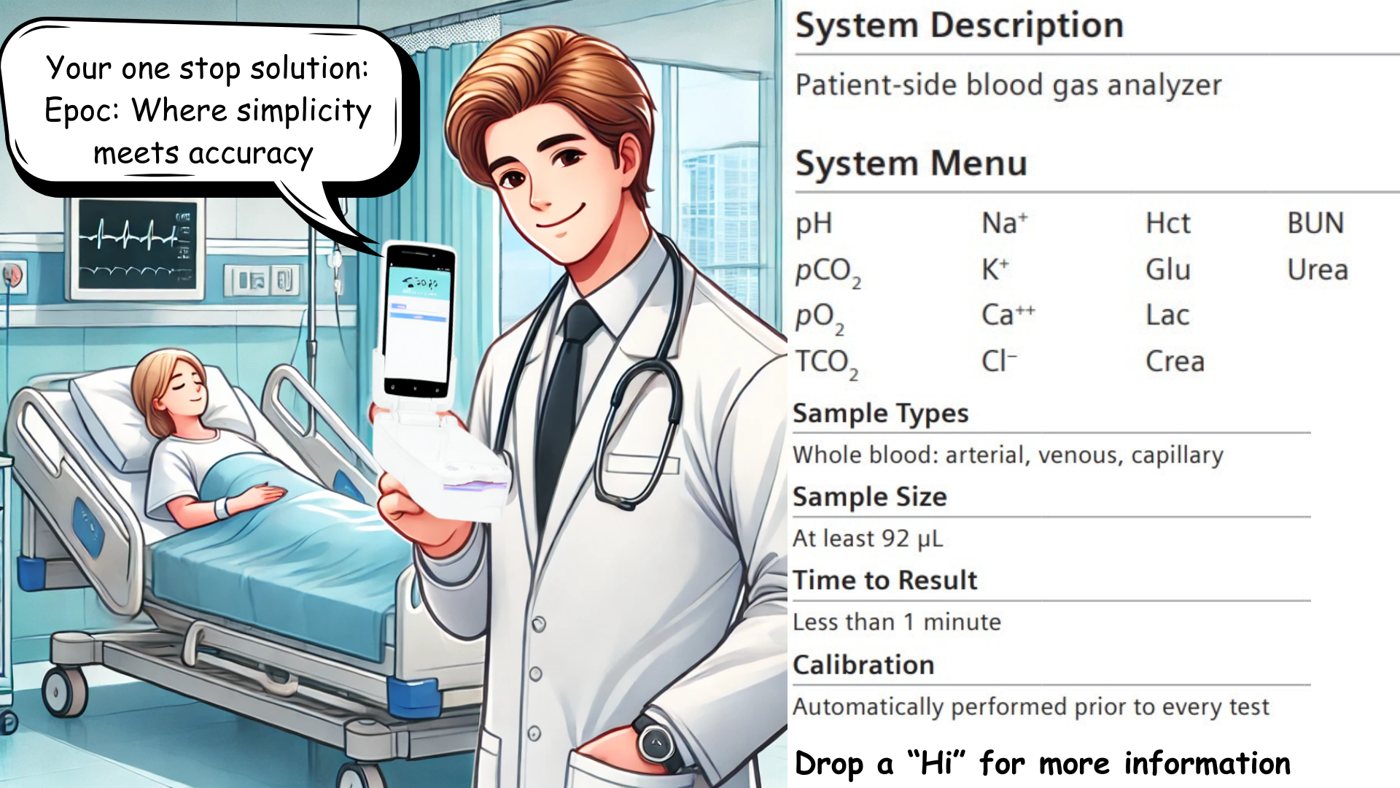 Your one stop solution:
Epoc: Where simplicity
meets accuracy
System Description
Patient-side blood gas analyzer
System Menu
pH Na⁺ Hct BUN
pCO₂ K⁺ Glu Urea
pO₂ Ca⁺⁺ Lac
TCO₂ Cl⁻ Crea
Sample Types
Whole blood: arterial, venous, capillary
Sample Size
At least 92 µL
Time to Result
Less than 1 minute
Calibration
Automatically performed prior to every test
Drop a “Hi” for more information